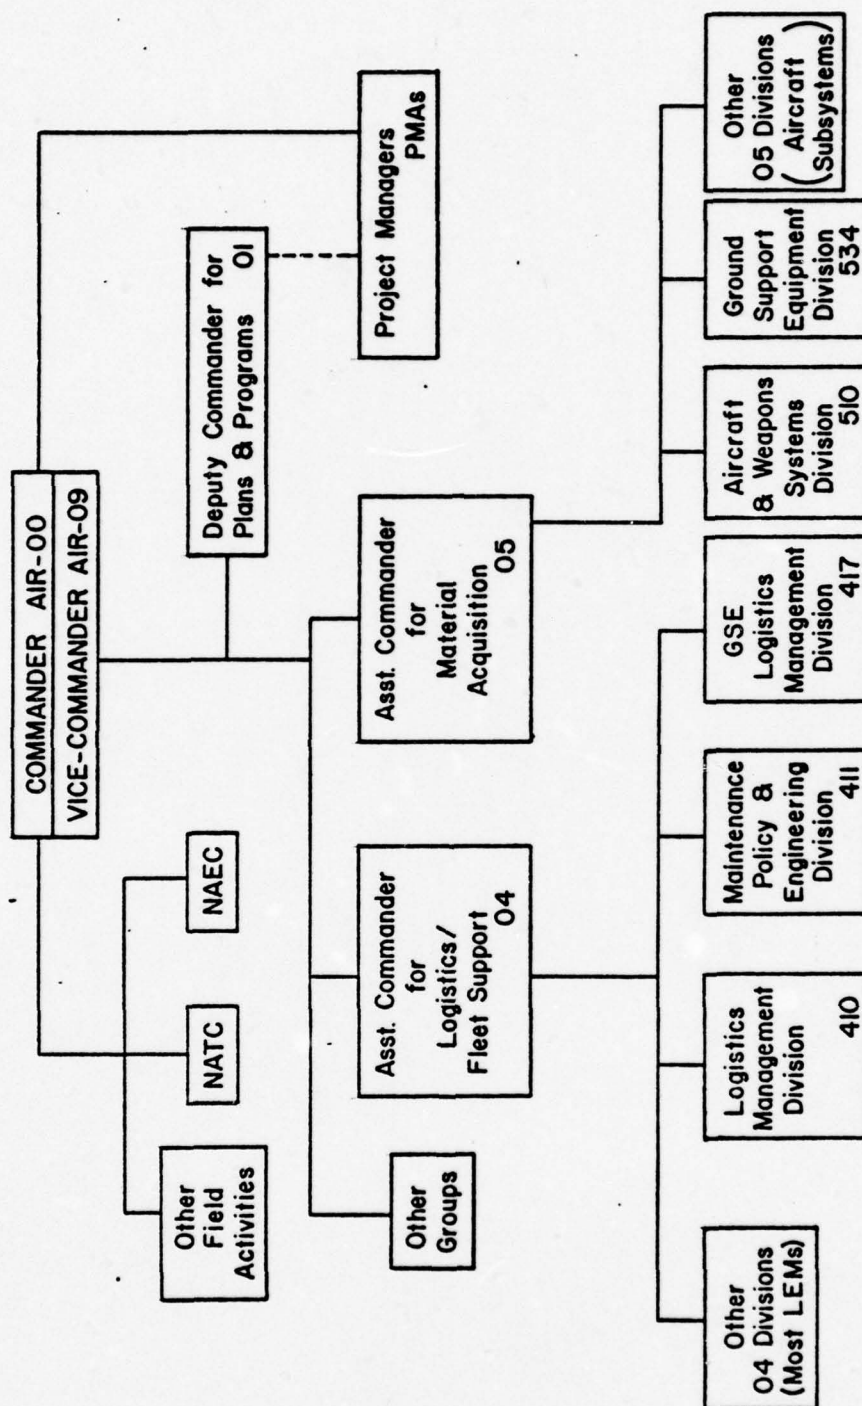 COMMANDER AIR-00
VICE-COMMANDER AIR-09
Other
Field
Activities
NATC
NAEC
Deputy Commander for
Plans & Programs 01
Other
Groups
Asst. Commander
for
Logistics/
Fleet Support
04
Asst. Commander
for
Material
Acquisition
05
Project Managers
PMAs
Other
04 Divisions
(Most LEMs)
Logistics
Management
Division
410
Maintenance
Policy &
Engineering
Division
411
GSE
Logistics
Management
Division
417
Aircraft
& Weapons
Systems
Division
510
Ground
Support
Equipment
Division
534
Other
05 Divisions
(Aircraft
Subsystems)